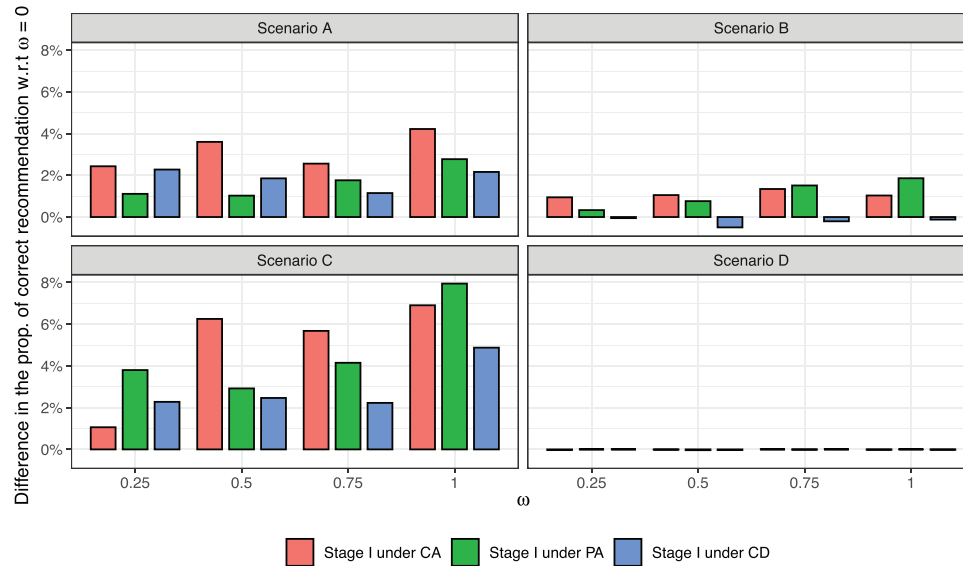 Difference in the prop. of correct recommendation w.r.t ω = 0
Scenario A
Scenario B
8%
6%
4%
2%
0%
Scenario C
Scenario D
8%
6%
4%
2%
0%
0.25 0.5 0.75 1 0.25 0.5 0.75 1
ω
Stage I under CA Stage I under PA Stage I under CD